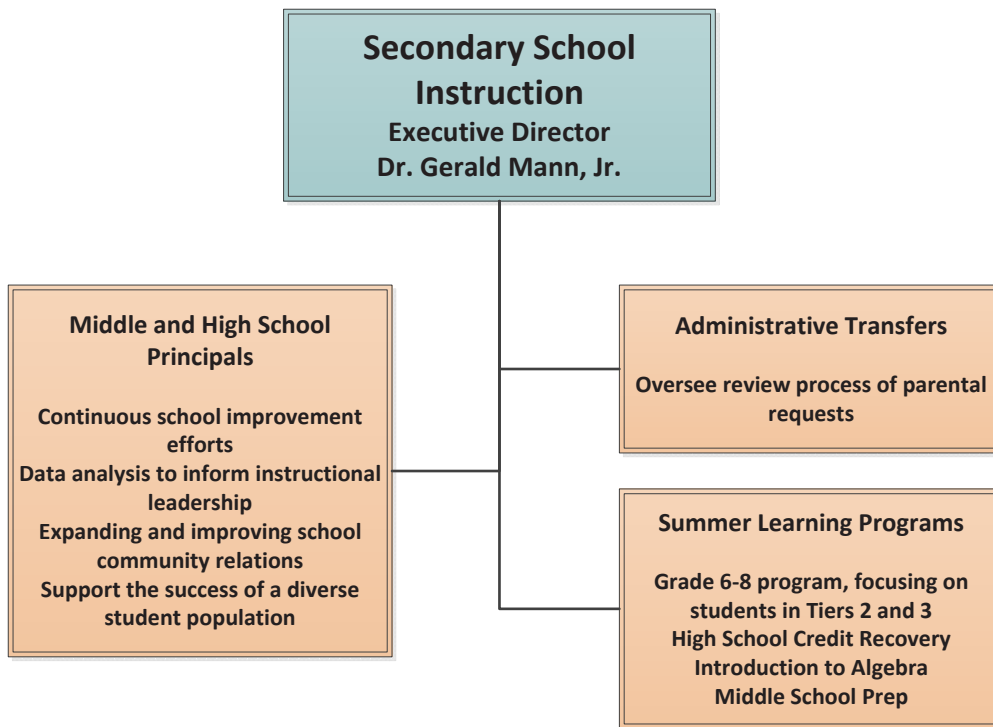 Secondary School
Instruction
Executive Director
Dr. Gerald Mann, Jr.
Middle and High School
Principals
Continuous school improvement
efforts
Data analysis to inform instructional
leadership
Expanding and improving school
community relations
Support the success of a diverse
student population
Administrative Transfers
Oversee review process of parental
requests
Summer Learning Programs
Grade 6-8 program, focusing on
students in Tiers 2 and 3
High School Credit Recovery
Introduction to Algebra
Middle School Prep